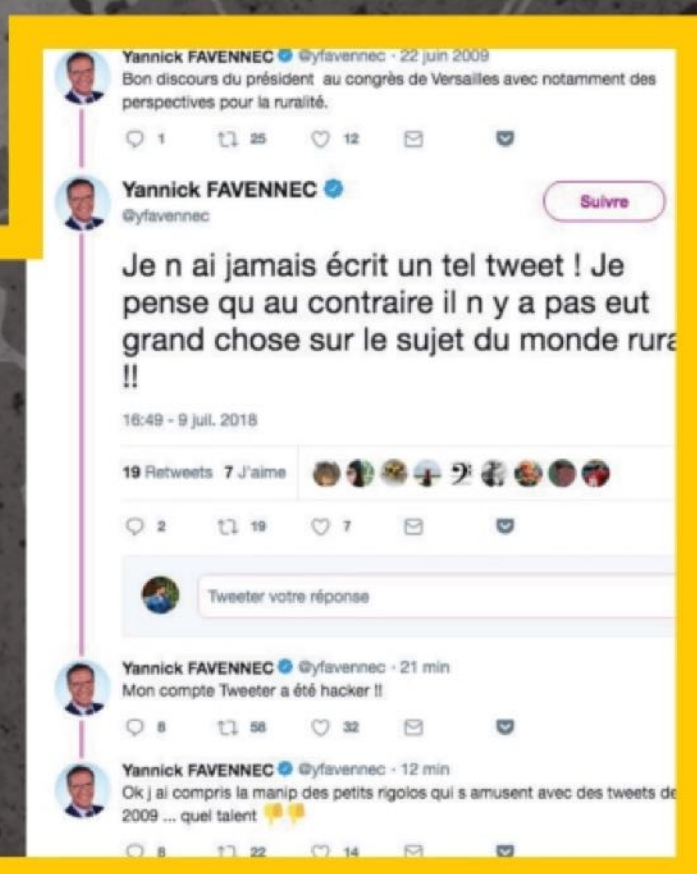 Yannick FAVENNEC @yfavennec · 22 juin 2009
Bon discours du président au congrès de Versailles avec notamment des
perspectives pour la ruralité.
1 25 12
Yannick FAVENNEC
@yfavennec
Suivre
Je n ai jamais écrit un tel tweet ! Je
pense qu au contraire il n y a pas eut
grand chose sur le sujet du monde rura
!!
16:49 - 9 juil. 2018
19 Retweets 7 J'aime
2 19 7
Tweeter votre réponse
Yannick FAVENNEC @yfavennec · 21 min
Mon compte Tweeter a été hacker !!
8 58 32
Yannick FAVENNEC @yfavennec · 12 min
Ok j ai compris la manip des petits rigolos qui s amusent avec des tweets de
2009 ... quel talent 👎👎
8 22 14